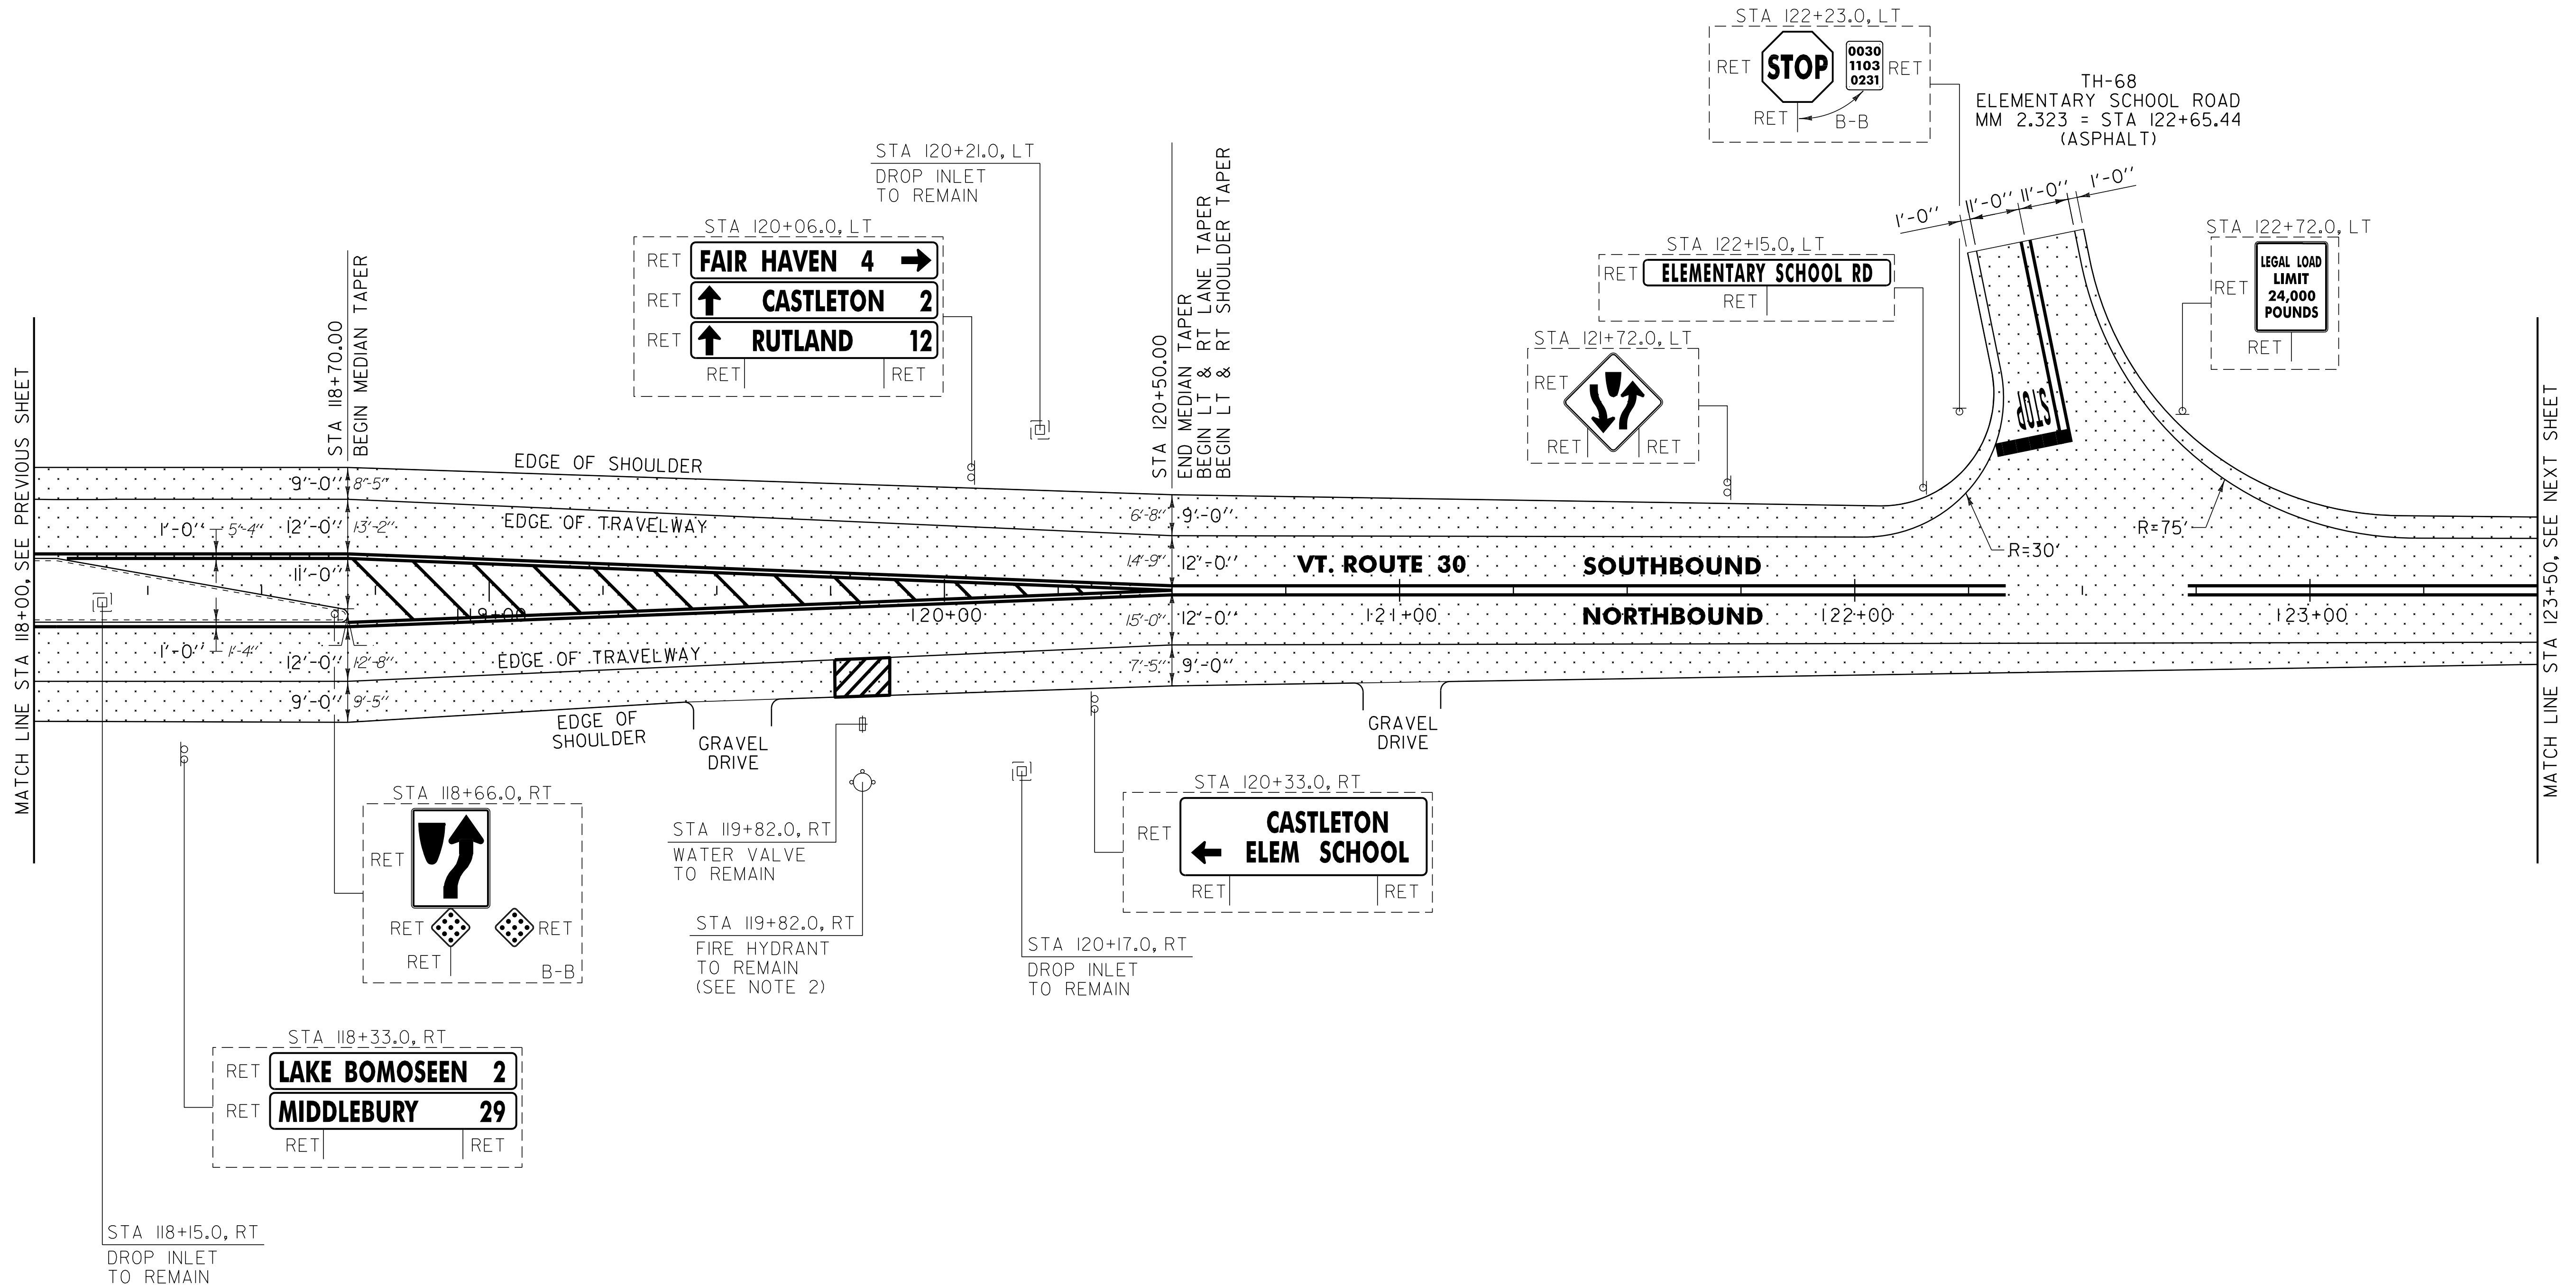 STA 122+23.0, LT
RET
STOP
0030
1103
0231
RET
RET
B-B
TH-68
ELEMENTARY SCHOOL ROAD
MM 2.323 = STA 122+65.44
(ASPHALT)
1'-0"
11'-0"
11'-0"
1'-0"
STA 120+21.0, LT
DROP INLET
TO REMAIN
STA 120+06.0, LT
RET
FAIR HAVEN 4
RET
CASTLETON 2
RET
RUTLAND 12
RET
RET
STA 118+70.00
BEGIN MEDIAN TAPER
STA 120+50.00
END MEDIAN TAPER
BEGIN LT & RT LANE TAPER
BEGIN LT & RT SHOULDER TAPER
STA 122+15.0, LT
RET
ELEMENTARY SCHOOL RD
RET
STA 121+72.0, LT
RET
RET
RET
STA 122+72.0, LT
RET
LEGAL LOAD
LIMIT
24,000
POUNDS
RET
STOP
R=30'
R=75'
MATCH LINE STA 118+00, SEE PREVIOUS SHEET
MATCH LINE STA 123+50, SEE NEXT SHEET
EDGE OF SHOULDER
9'-0"
8'-5"
EDGE OF TRAVELWAY
1'-0"
5'-4"
12'-0"
13'-2"
11'-0"
1'-0"
1'-4"
12'-0"
12'-8"
9'-0"
9'-5"
EDGE OF TRAVELWAY
EDGE OF
SHOULDER
6'-8"
9'-0"
14'-9"
12'-0"
15'-0"
12'-0"
7'-5"
9'-0"
VT. ROUTE 30
SOUTHBOUND
NORTHBOUND
119+00
120+00
121+00
122+00
123+00
GRAVEL
DRIVE
GRAVEL
DRIVE
STA 118+66.0, RT
RET
RET
RET
RET
B-B
STA 119+82.0, RT
WATER VALVE
TO REMAIN
STA 119+82.0, RT
FIRE HYDRANT
TO REMAIN
(SEE NOTE 2)
STA 120+33.0, RT
RET
CASTLETON
ELEM SCHOOL
RET
RET
STA 120+17.0, RT
DROP INLET
TO REMAIN
STA 118+33.0, RT
RET
LAKE BOMOSEEN 2
RET
MIDDLEBURY 29
RET
RET
STA 118+15.0, RT
DROP INLET
TO REMAIN